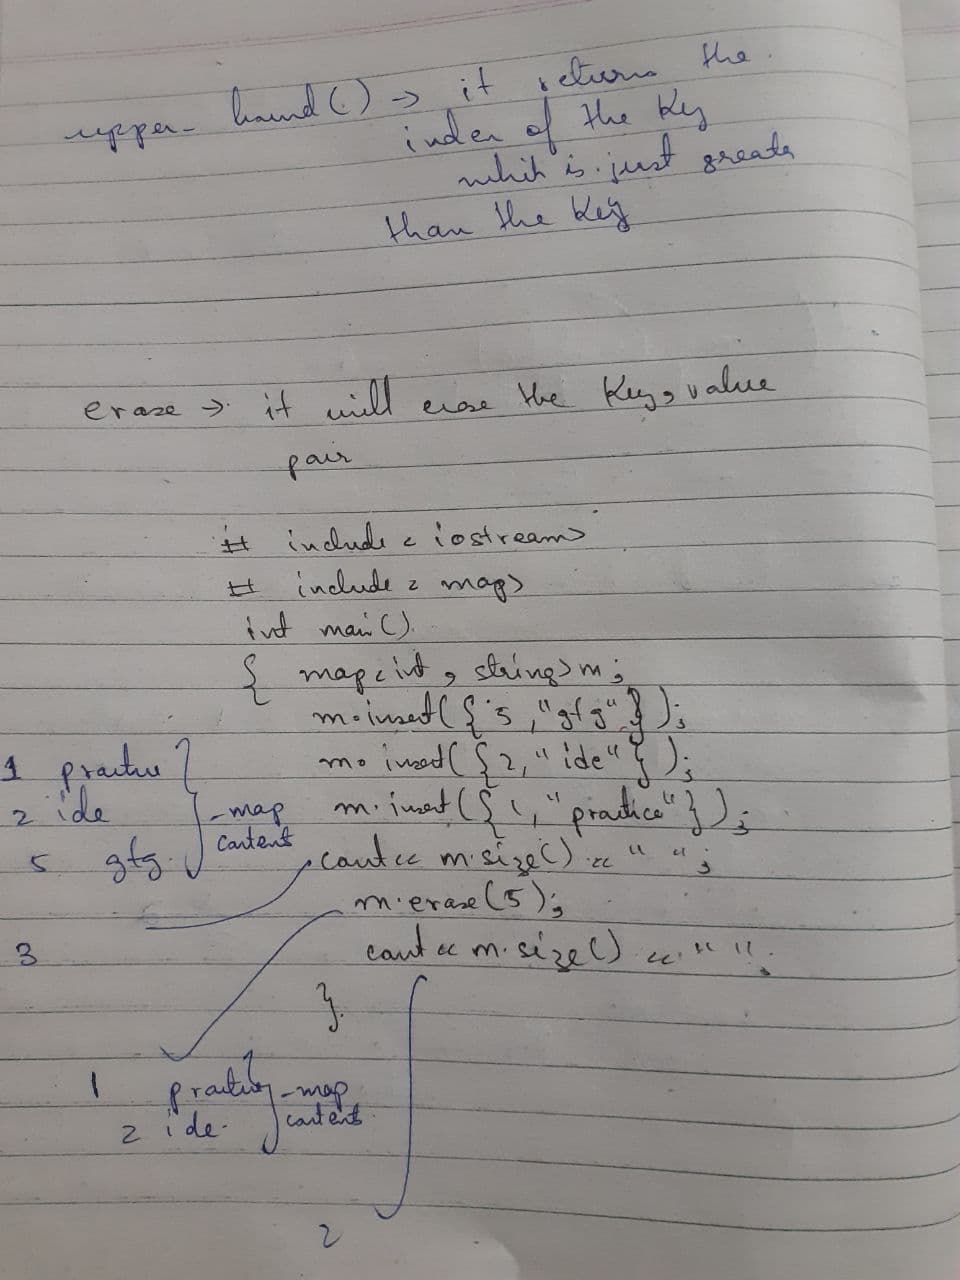 upper_bound() → it returns the
index of the key
which is just greate
than the key
erase → it will erase the key, value
pair
# include < iostream>
# include < map>
int main()
{ map<int, string> m;
m.insert({5,"gfg"});
m.insert({2,"ide"});
1 practice
2 ide - map content
m.insert({1,"practice"});
5 gfg.
cout << m.size() << " ";
m.erase(5);
3
cout << m.size() << " ";
}
1 practice - map
2 ide. content
2